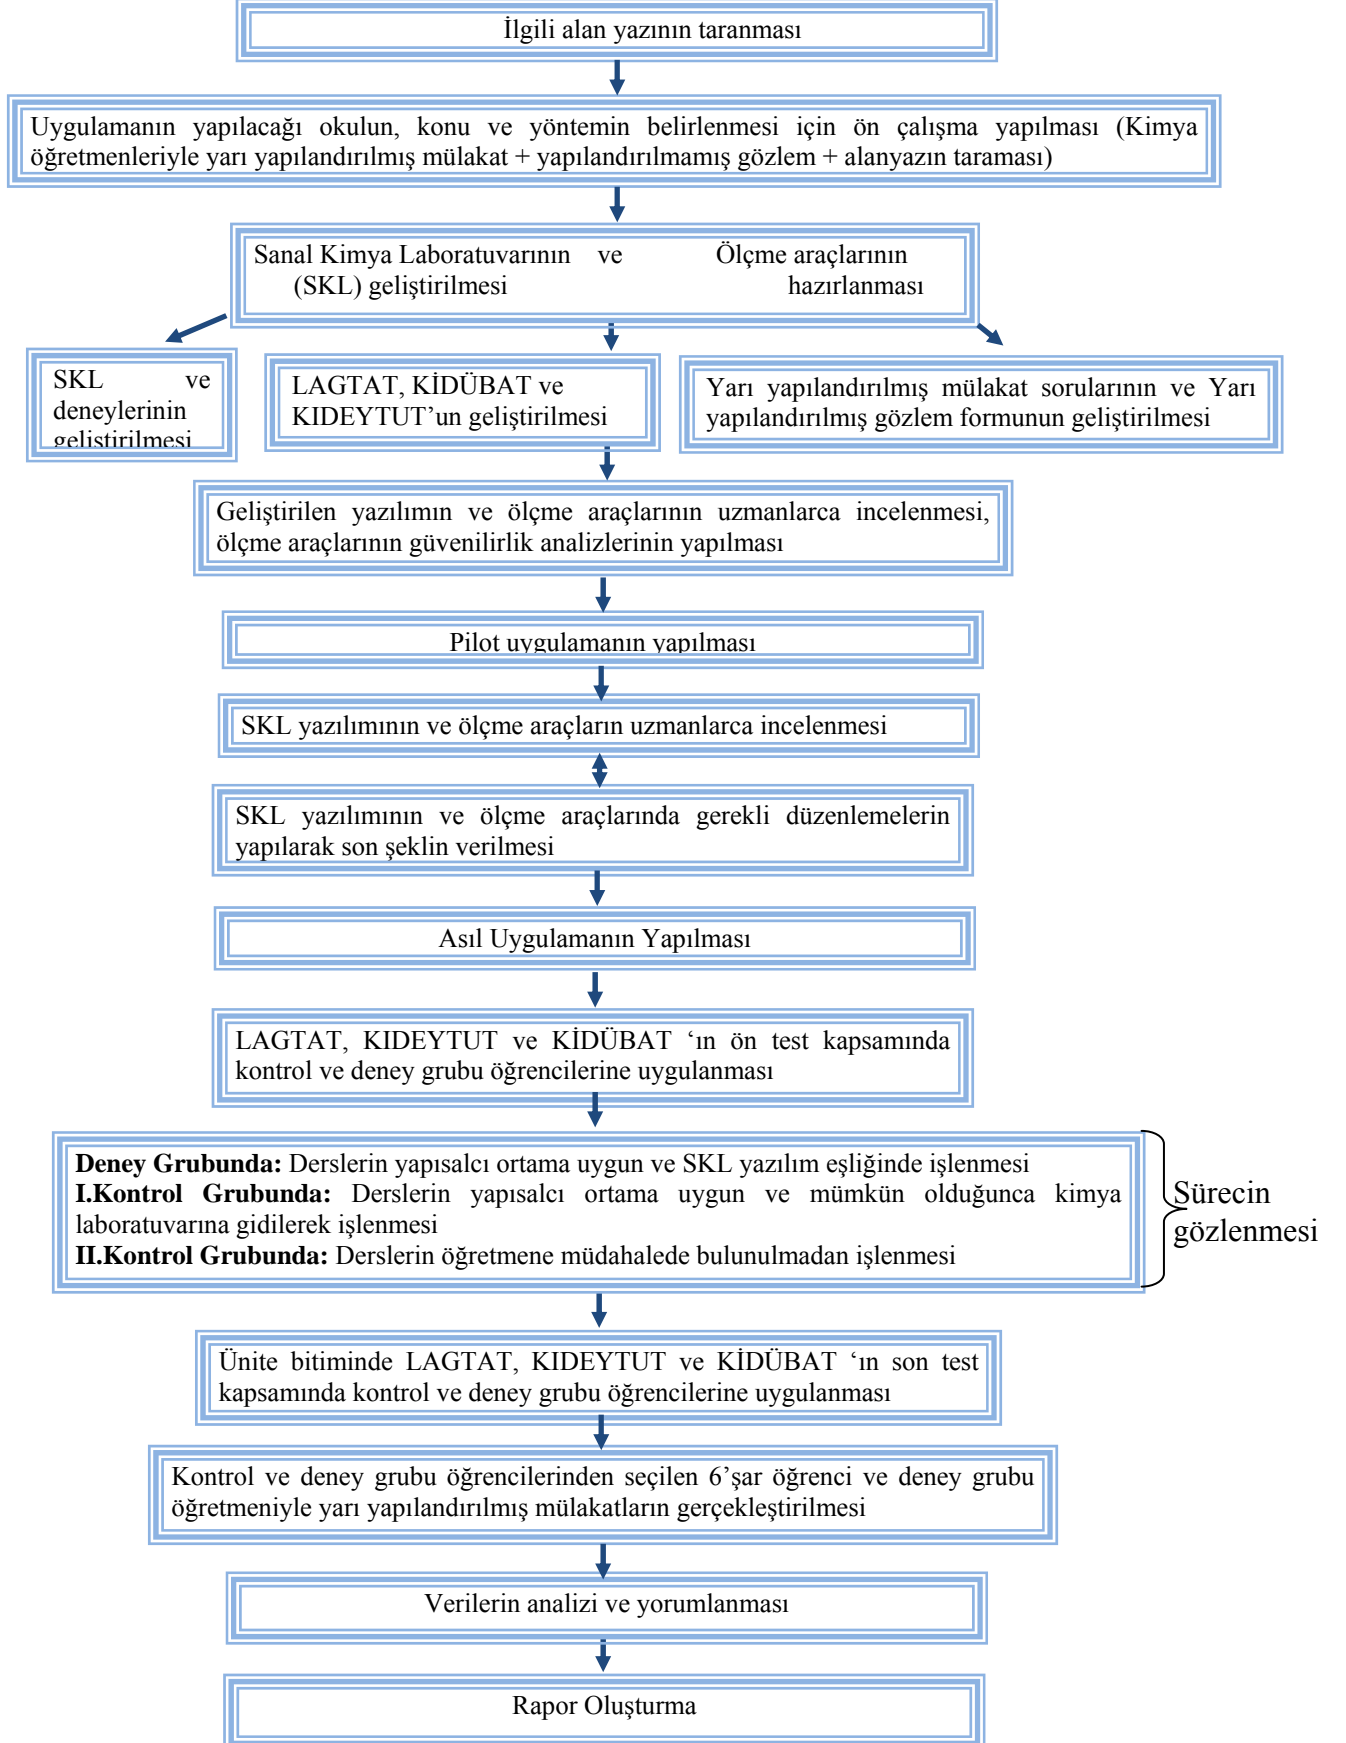 İlgili alan yazının taranması
Uygulamanın yapılacağı okulun, konu ve yöntemin belirlenmesi için ön çalışma yapılması (Kimya
öğretmenleriyle yarı yapılandırılmış mülakat + yapılandırılmamış gözlem + alanyazın taraması)
Sanal Kimya Laboratuvarının ve Ölçme araçlarının
(SKL) geliştirilmesi hazırlanması
SKL ve
deneylerinin
geliştirilmesi
LAGTAT, KİDÜBAT ve
KIDEYTUT’un geliştirilmesi
Yarı yapılandırılmış mülakat sorularının ve Yarı
yapılandırılmış gözlem formunun geliştirilmesi
Geliştirilen yazılımın ve ölçme araçlarının uzmanlarca incelenmesi,
ölçme araçlarının güvenilirlik analizlerinin yapılması
Pilot uygulamanın yapılması
SKL yazılımının ve ölçme araçların uzmanlarca incelenmesi
SKL yazılımının ve ölçme araçlarında gerekli düzenlemelerin
yapılarak son şeklin verilmesi
Asıl Uygulamanın Yapılması
LAGTAT, KIDEYTUT ve KİDÜBAT ‘ın ön test kapsamında
kontrol ve deney grubu öğrencilerine uygulanması
Deney Grubunda: Derslerin yapısalcı ortama uygun ve SKL yazılım eşliğinde işlenmesi
I.Kontrol Grubunda: Derslerin yapısalcı ortama uygun ve mümkün olduğunca kimya
laboratuvarına gidilerek işlenmesi
II.Kontrol Grubunda: Derslerin öğretmene müdahalede bulunulmadan işlenmesi
Sürecin
gözlenmesi
Ünite bitiminde LAGTAT, KIDEYTUT ve KİDÜBAT ‘ın son test
kapsamında kontrol ve deney grubu öğrencilerine uygulanması
Kontrol ve deney grubu öğrencilerinden seçilen 6’şar öğrenci ve deney grubu
öğretmeniyle yarı yapılandırılmış mülakatların gerçekleştirilmesi
Verilerin analizi ve yorumlanması
Rapor Oluşturma